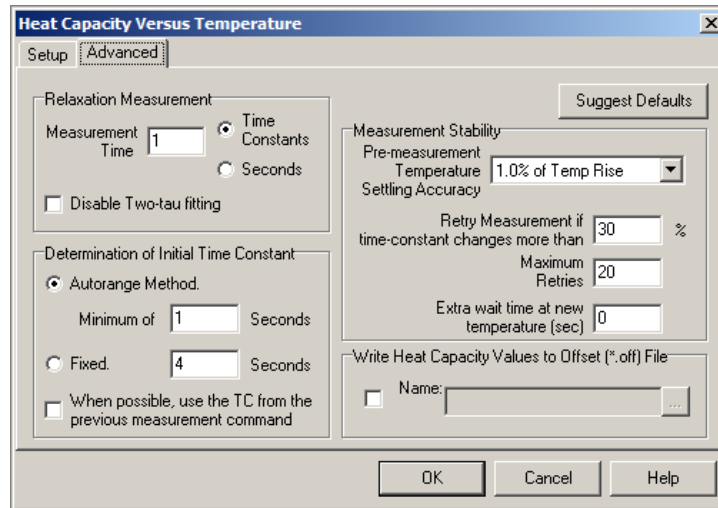 Heat Capacity Versus Temperature
Setup
Advanced
Relaxation Measurement
Measurement
Time
1
Time
Constants
Seconds
Disable Two-tau fitting
Determination of Initial Time Constant
Autorange Method.
Minimum of
1
Seconds
Fixed.
4
Seconds
When possible, use the TC from the
previous measurement command
Suggest Defaults
Measurement Stability
Pre-measurement
Temperature
Settling Accuracy
1.0% of Temp Rise
Retry Measurement if
time-constant changes more than
30
%
Maximum
Retries
20
Extra wait time at new
temperature (sec)
0
Write Heat Capacity Values to Offset (*.off) File
Name:
...
OK
Cancel
Help